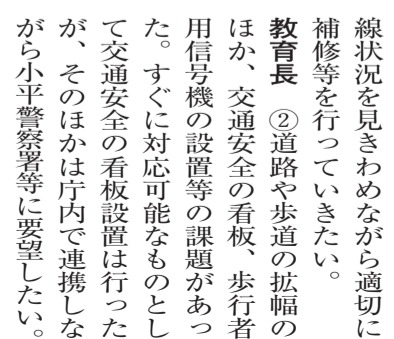 線状況を見きわめながら適切に
補修等を行っていきたい。
教育長　②道路や歩道の拡幅の
ほか、交通安全の看板、歩行者
用信号機の設置等の課題があっ
た。すぐに対応可能なものとし
て交通安全の看板設置は行った
が、そのほかは庁内で連携しな
がら小平警察署等に要望したい。